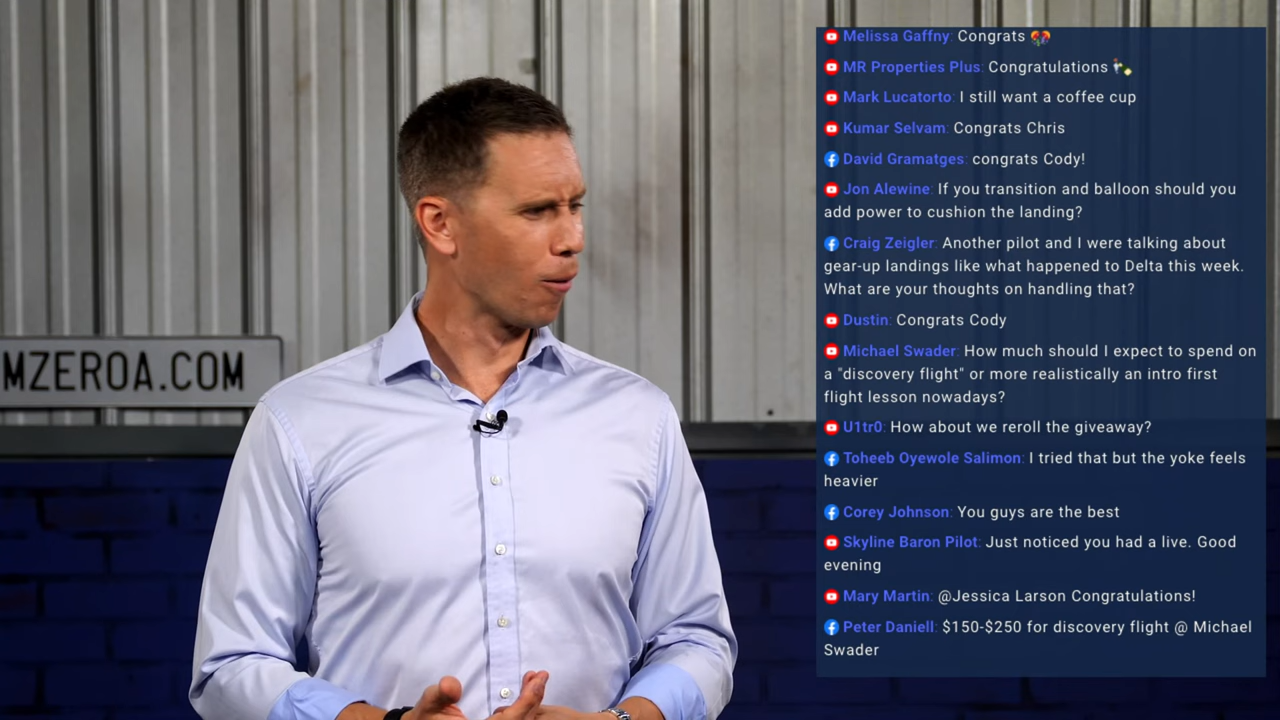 MZEROA.COM
Melissa Gaffny: Congrats 🎊
MR Properties Plus: Congratulations 🍾
Mark Lucatorto: I still want a coffee cup
Kumar Selvam: Congrats Chris
David Gramatges: congrats Cody!
Jon Alewine: If you transition and balloon should you
add power to cushion the landing?
Craig Zeigler: Another pilot and I were talking about
gear-up landings like what happened to Delta this week.
What are your thoughts on handling that?
Dustin: Congrats Cody
Michael Swader: How much should I expect to spend on
a "discovery flight" or more realistically an intro first
flight lesson nowadays?
U1tr0: How about we reroll the giveaway?
Toheeb Oyewole Salimon: I tried that but the yoke feels
heavier
Corey Johnson: You guys are the best
Skyline Baron Pilot: Just noticed you had a live. Good
evening
Mary Martin: @Jessica Larson Congratulations!
Peter Daniell: $150-$250 for discovery flight @ Michael
Swader